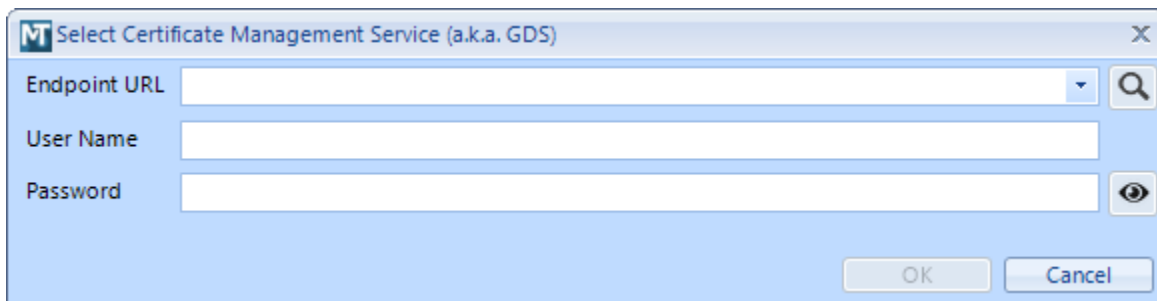 MT Select Certificate Management Service (a.k.a. GDS)
Endpoint URL
User Name
Password
OK Cancel